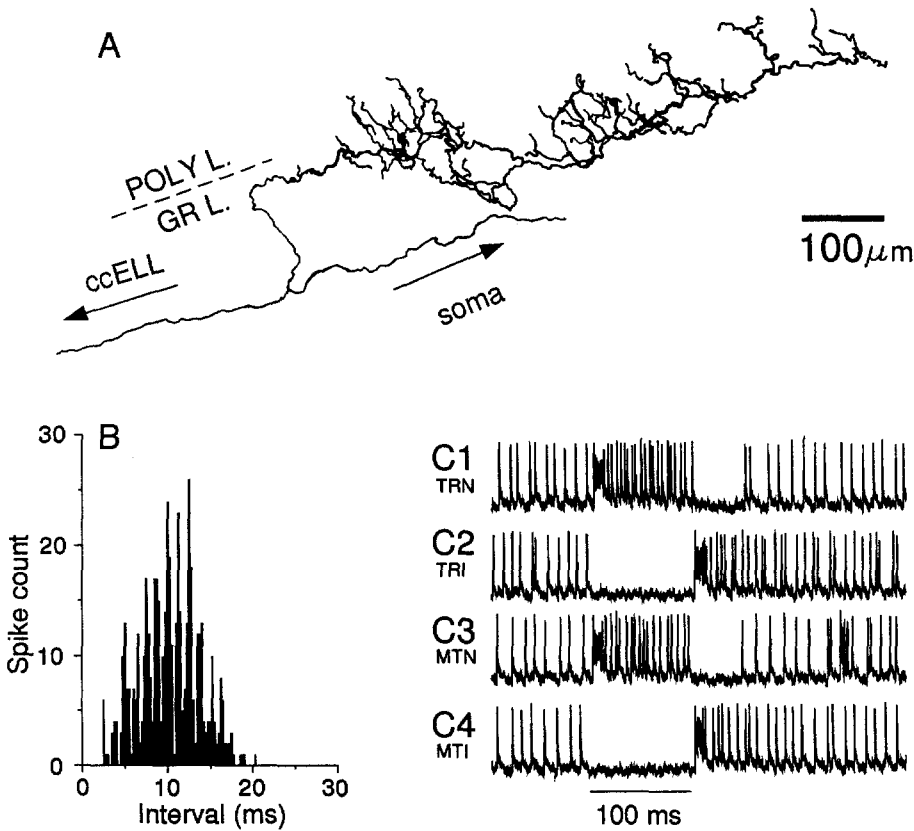 A
POLY L.
GR L.
ccELL
soma
100μm
B
30
20
10
0
Spike count
0 10 20 30
Interval (ms)
C1
TRN
C2
TRI
C3
MTN
C4
MTI
100 ms